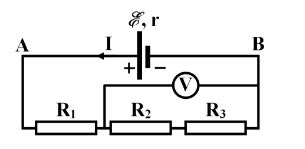 ℰ, r
A I B
+ −
V
R₁ R₂ R₃